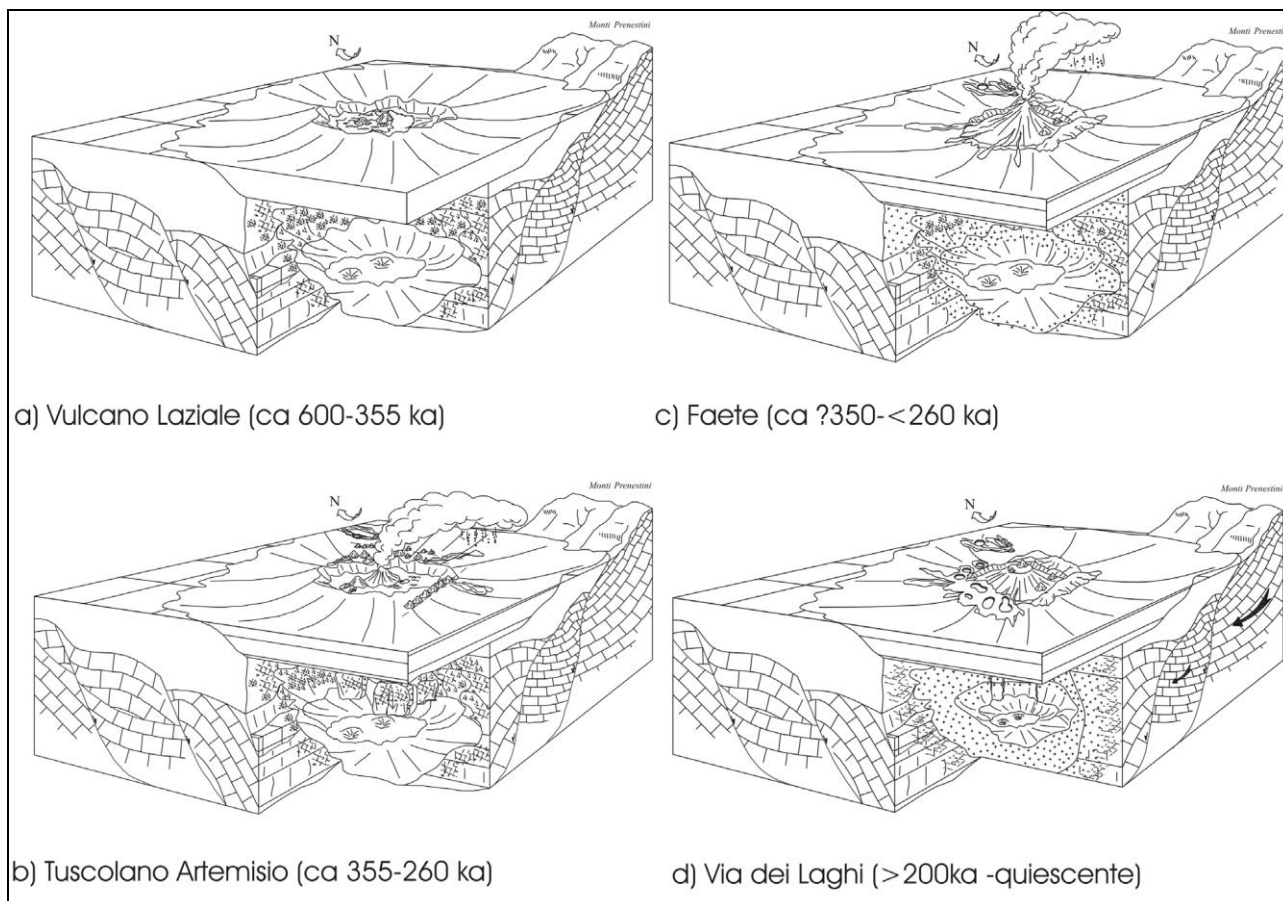 Monti Prenestini
N
a) Vulcano Laziale (ca 600-355 ka)
Monti Prenesti
N
c) Faete (ca ?350-<260 ka)
Monti Prenestini
N
b) Tuscolano Artemisio (ca 355-260 ka)
Monti Prenestini
N
d) Via dei Laghi (>200ka -quiescente)